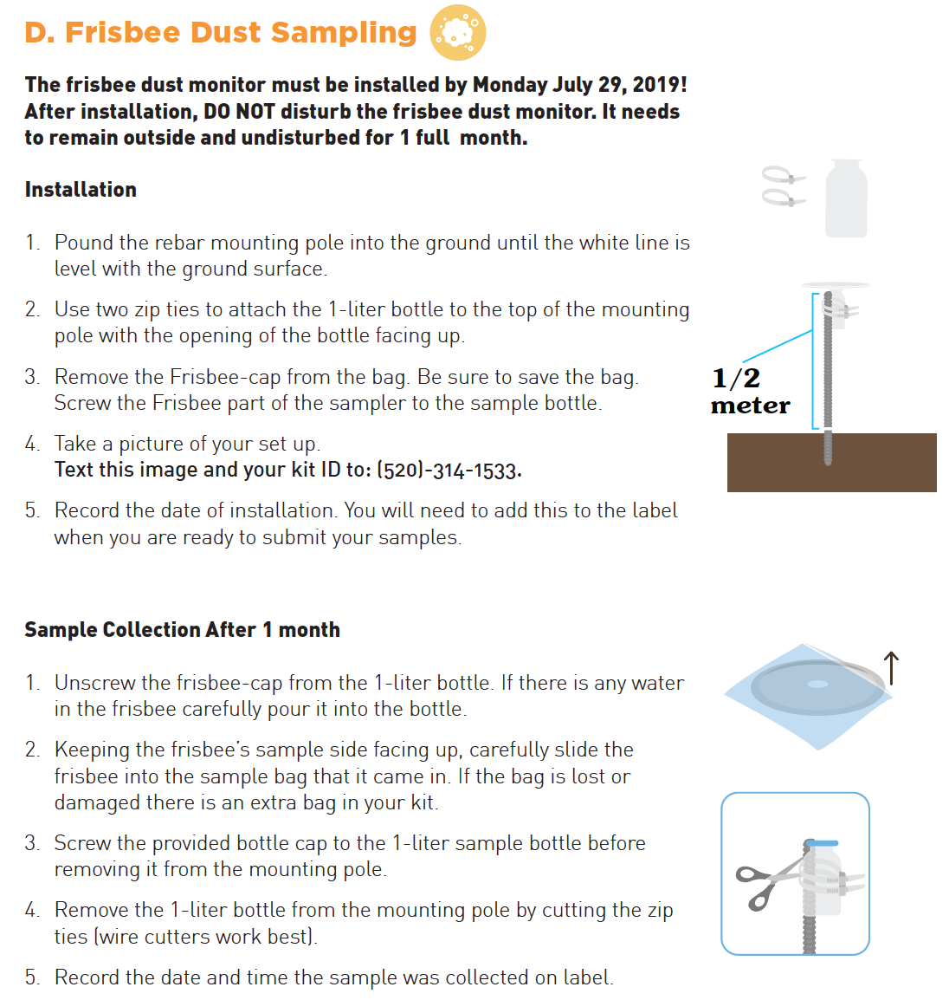 D. Frisbee Dust Sampling
The frisbee dust monitor must be installed by Monday July 29, 2019!
After installation, DO NOT disturb the frisbee dust monitor. It needs
to remain outside and undisturbed for 1 full month.
Installation
1. Pound the rebar mounting pole into the ground until the white line is
level with the ground surface.
2. Use two zip ties to attach the 1-liter bottle to the top of the mounting
pole with the opening of the bottle facing up.
3. Remove the Frisbee-cap from the bag. Be sure to save the bag.
Screw the Frisbee part of the sampler to the sample bottle.
4. Take a picture of your set up.
Text this image and your kit ID to: (520)-314-1533.
5. Record the date of installation. You will need to add this to the label
when you are ready to submit your samples.
1/2
meter
Sample Collection After 1 month
1. Unscrew the frisbee-cap from the 1-liter bottle. If there is any water
in the frisbee carefully pour it into the bottle.
2. Keeping the frisbee's sample side facing up, carefully slide the
frisbee into the sample bag that it came in. If the bag is lost or
damaged there is an extra bag in your kit.
3. Screw the provided bottle cap to the 1-liter sample bottle before
removing it from the mounting pole.
4. Remove the 1-liter bottle from the mounting pole by cutting the zip
ties (wire cutters work best).
5. Record the date and time the sample was collected on label.